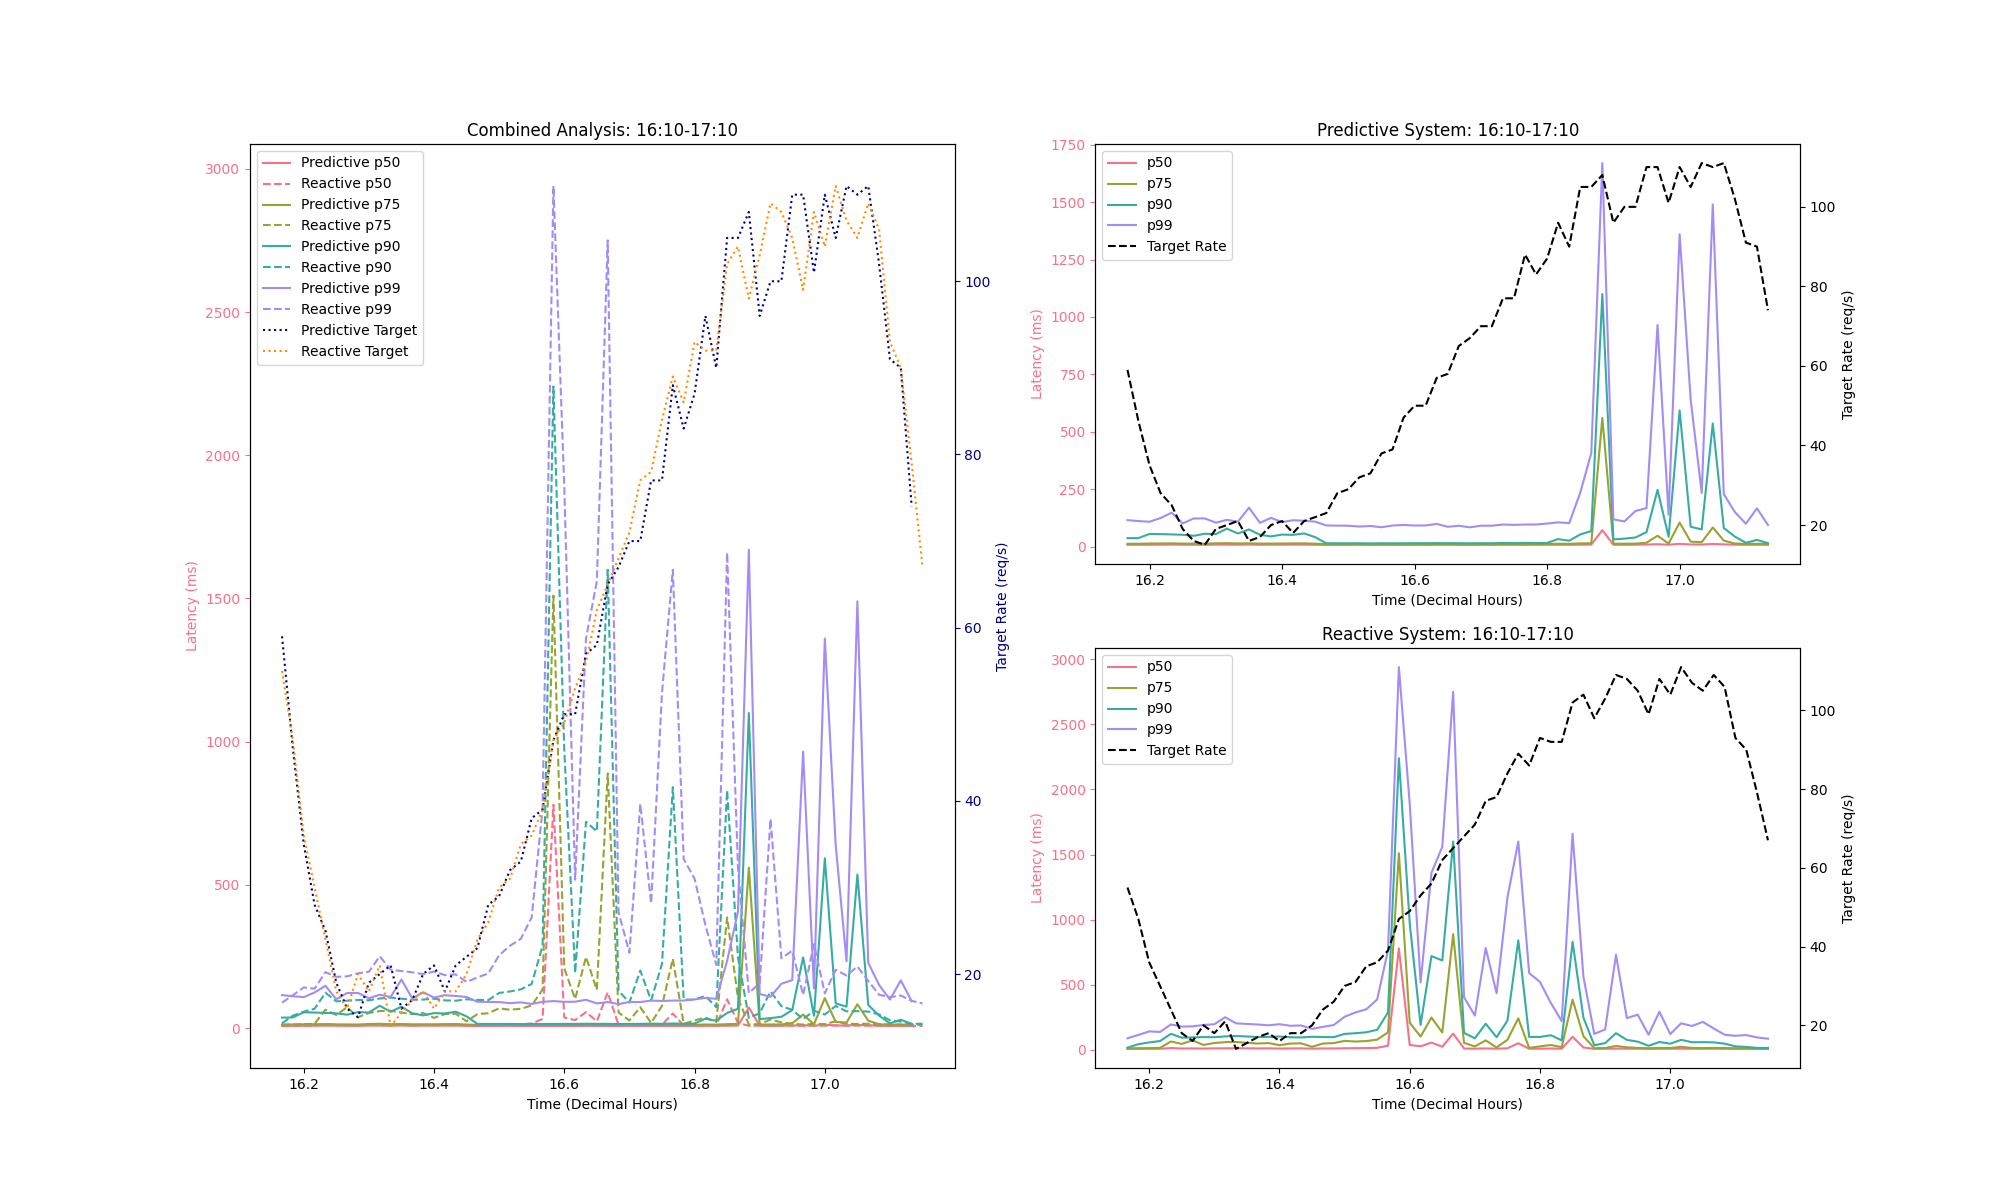 Combined Analysis: 16:10-17:10
Predictive p50
Reactive p50
Predictive p75
Reactive p75
Predictive p90
Reactive p90
Predictive p99
Reactive p99
Predictive Target
Reactive Target
3000
2500
2000
1500
1000
500
0
Latency (ms)
100
80
60
40
20
Target Rate (req/s)
16.2 16.4 16.6 16.8 17.0
Time (Decimal Hours)
Predictive System: 16:10-17:10
p50
p75
p90
p99
Target Rate
1750
1500
1250
1000
750
500
250
0
Latency (ms)
100
80
60
40
20
Target Rate (req/s)
16.2 16.4 16.6 16.8 17.0
Time (Decimal Hours)
Reactive System: 16:10-17:10
p50
p75
p90
p99
Target Rate
3000
2500
2000
1500
1000
500
0
Latency (ms)
100
80
60
40
20
Target Rate (req/s)
16.2 16.4 16.6 16.8 17.0
Time (Decimal Hours)